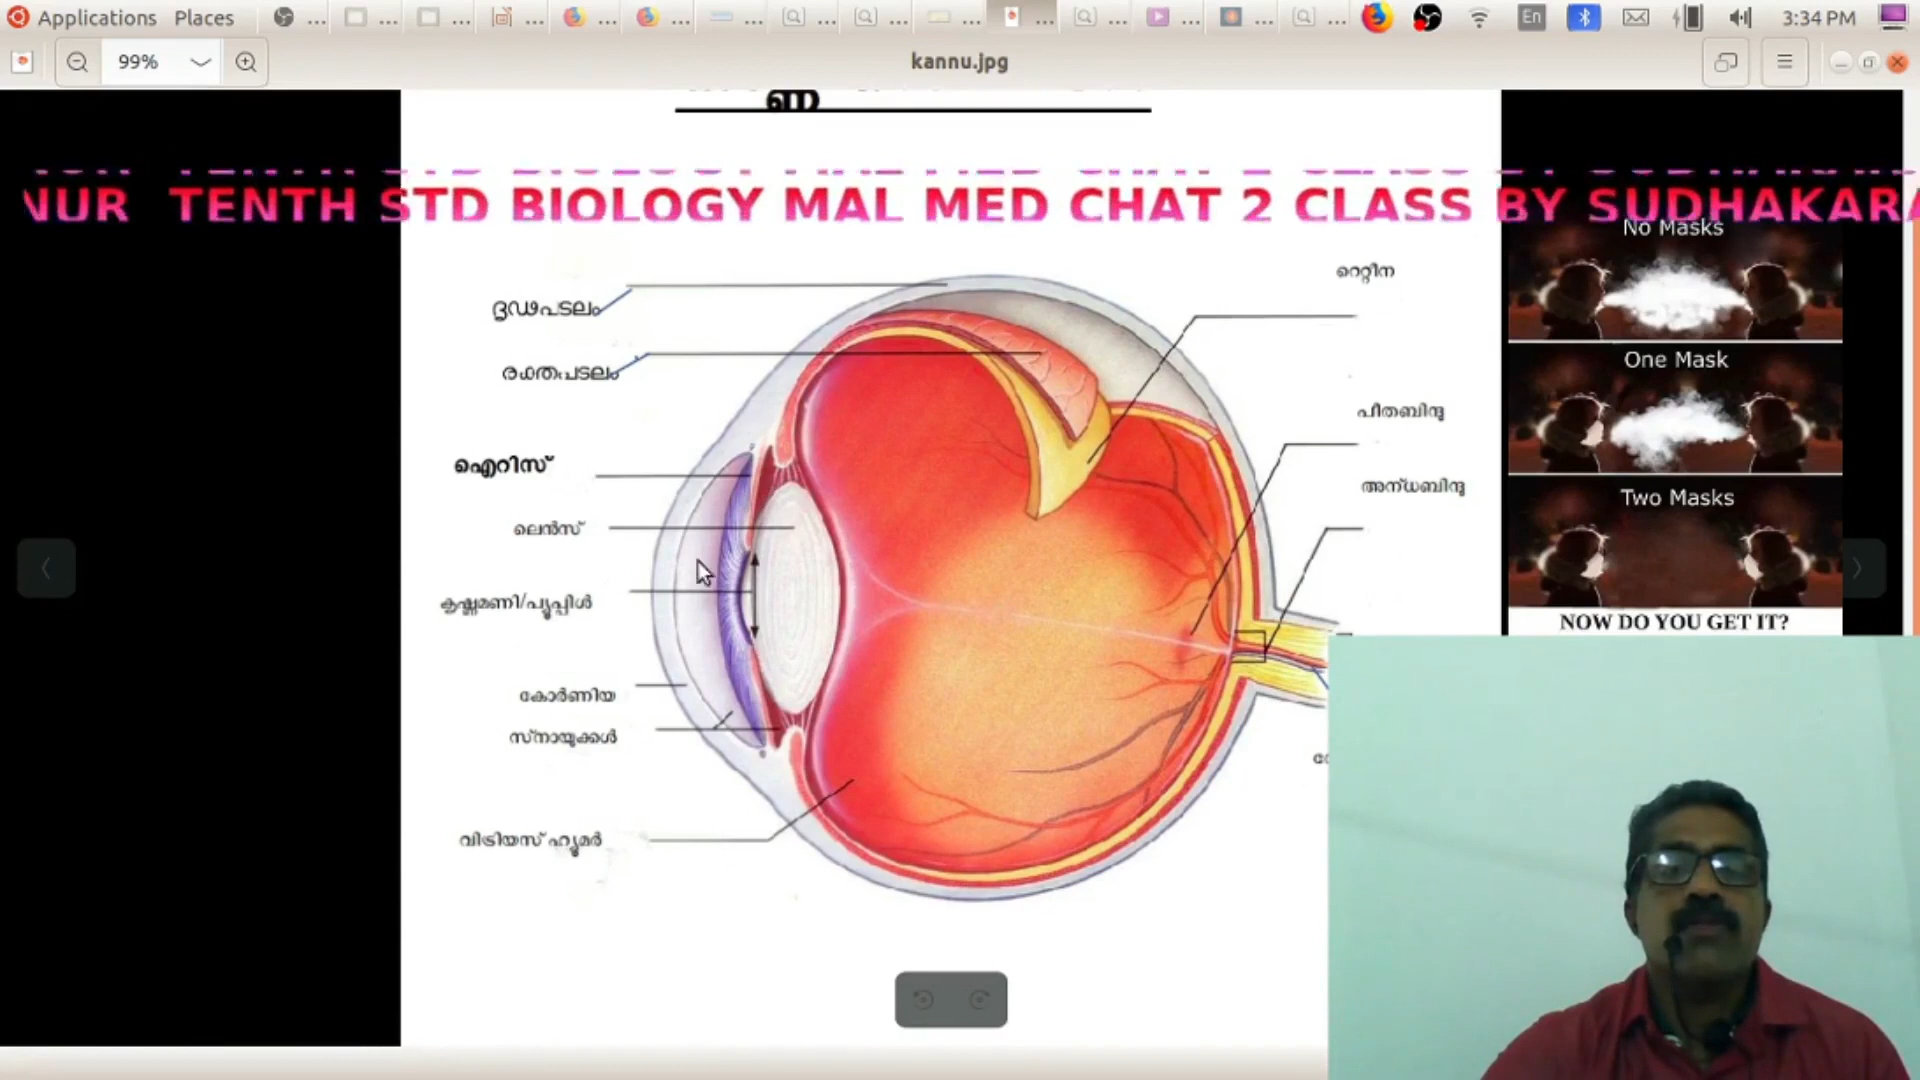 Applications Places
En
3:34 PM
99%
kannu.jpg
NUR TENTH STD BIOLOGY MAL MED CHAT 2 CLASS BY SUDHAKARA
No Masks
One Mask
Two Masks
NOW DO YOU GET IT?
ദൃഢപടലം
രക്തപടലം
ഐറിസ്
ലെൻസ്
കൃഷ്ണമണി/പ്യൂപ്പിൾ
കോർണിയ
സ്നായുക്കൾ
വിട്രിയസ് ഹ്യൂമർ
റെറ്റിന
പീതബിന്ദു
അന്ധബിന്ദു